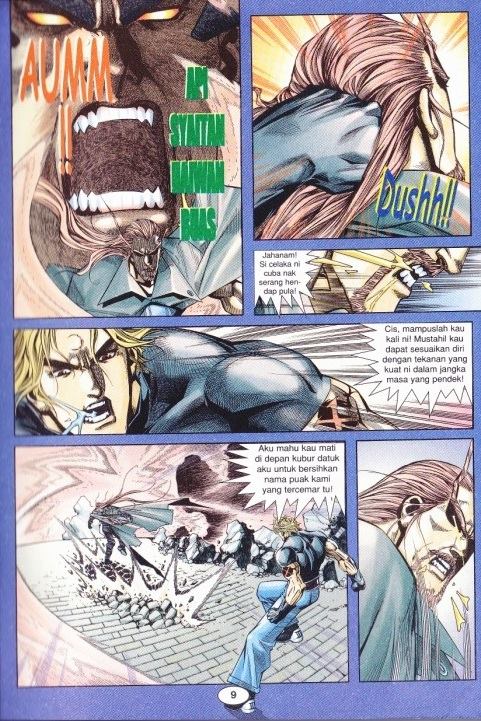 AUMM
!!
API
SYAITAN
HAIWAN
BUAS
Dushh!!
Jahanam!
Si celaka ni
cuba nak
serang hen-
dap pula!
Cis, mampuslah kau
kali ni! Mustahil kau
dapat sesuaikan diri
dengan tekanan yang
kuat ni dalam jangka
masa yang pendek!
Aku mahu kau mati
di depan kubur datuk
aku untuk bersihkan
nama puak kami
yang tercemar tu!
9